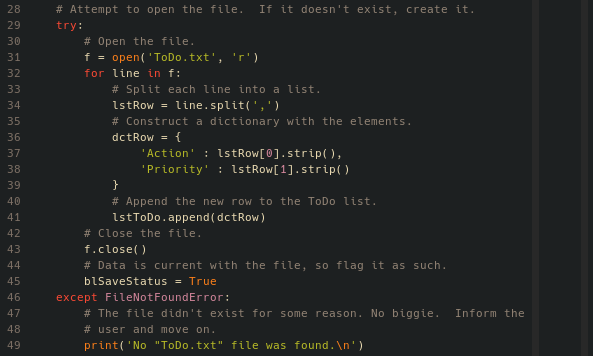 28 # Attempt to open the file.  If it doesn't exist, create it.
29 try:
30 # Open the file.
31 f = open('ToDo.txt', 'r')
32 for line in f:
33 # Split each line into a list.
34 lstRow = line.split(',')
35 # Construct a dictionary with the elements.
36 dctRow = {
37 'Action' : lstRow[0].strip(),
38 'Priority' : lstRow[1].strip()
39 }
40 # Append the new row to the ToDo list.
41 lstToDo.append(dctRow)
42 # Close the file.
43 f.close()
44 # Data is current with the file, so flag it as such.
45 blSaveStatus = True
46 except FileNotFoundError:
47 # The file didn't exist for some reason. No biggie.  Inform the
48 # user and move on.
49 print('No "ToDo.txt" file was found.\n')